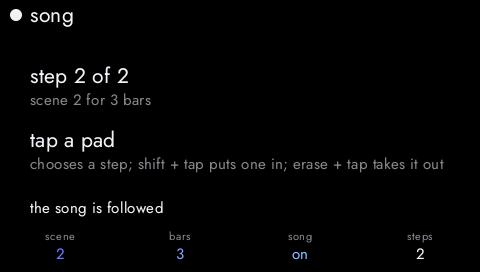 song
step 2 of 2
scene 2 for 3 bars
tap a pad
chooses a step; shift + tap puts one in; erase + tap takes it out
the song is followed
scene bars song steps
2 3 on 2